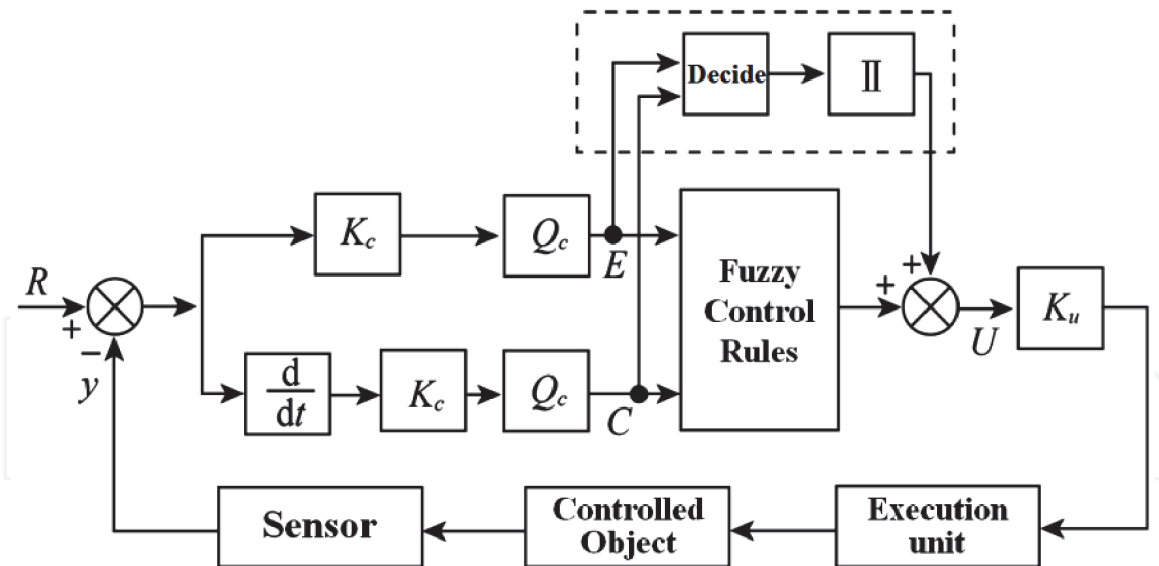 Decide
II
K_c
Q_c
E
R
+
−
y
d
dt
K_c
Q_c
C
Fuzzy
Control
Rules
+
+
U
K_u
Sensor
Controlled
Object
Execution
unit